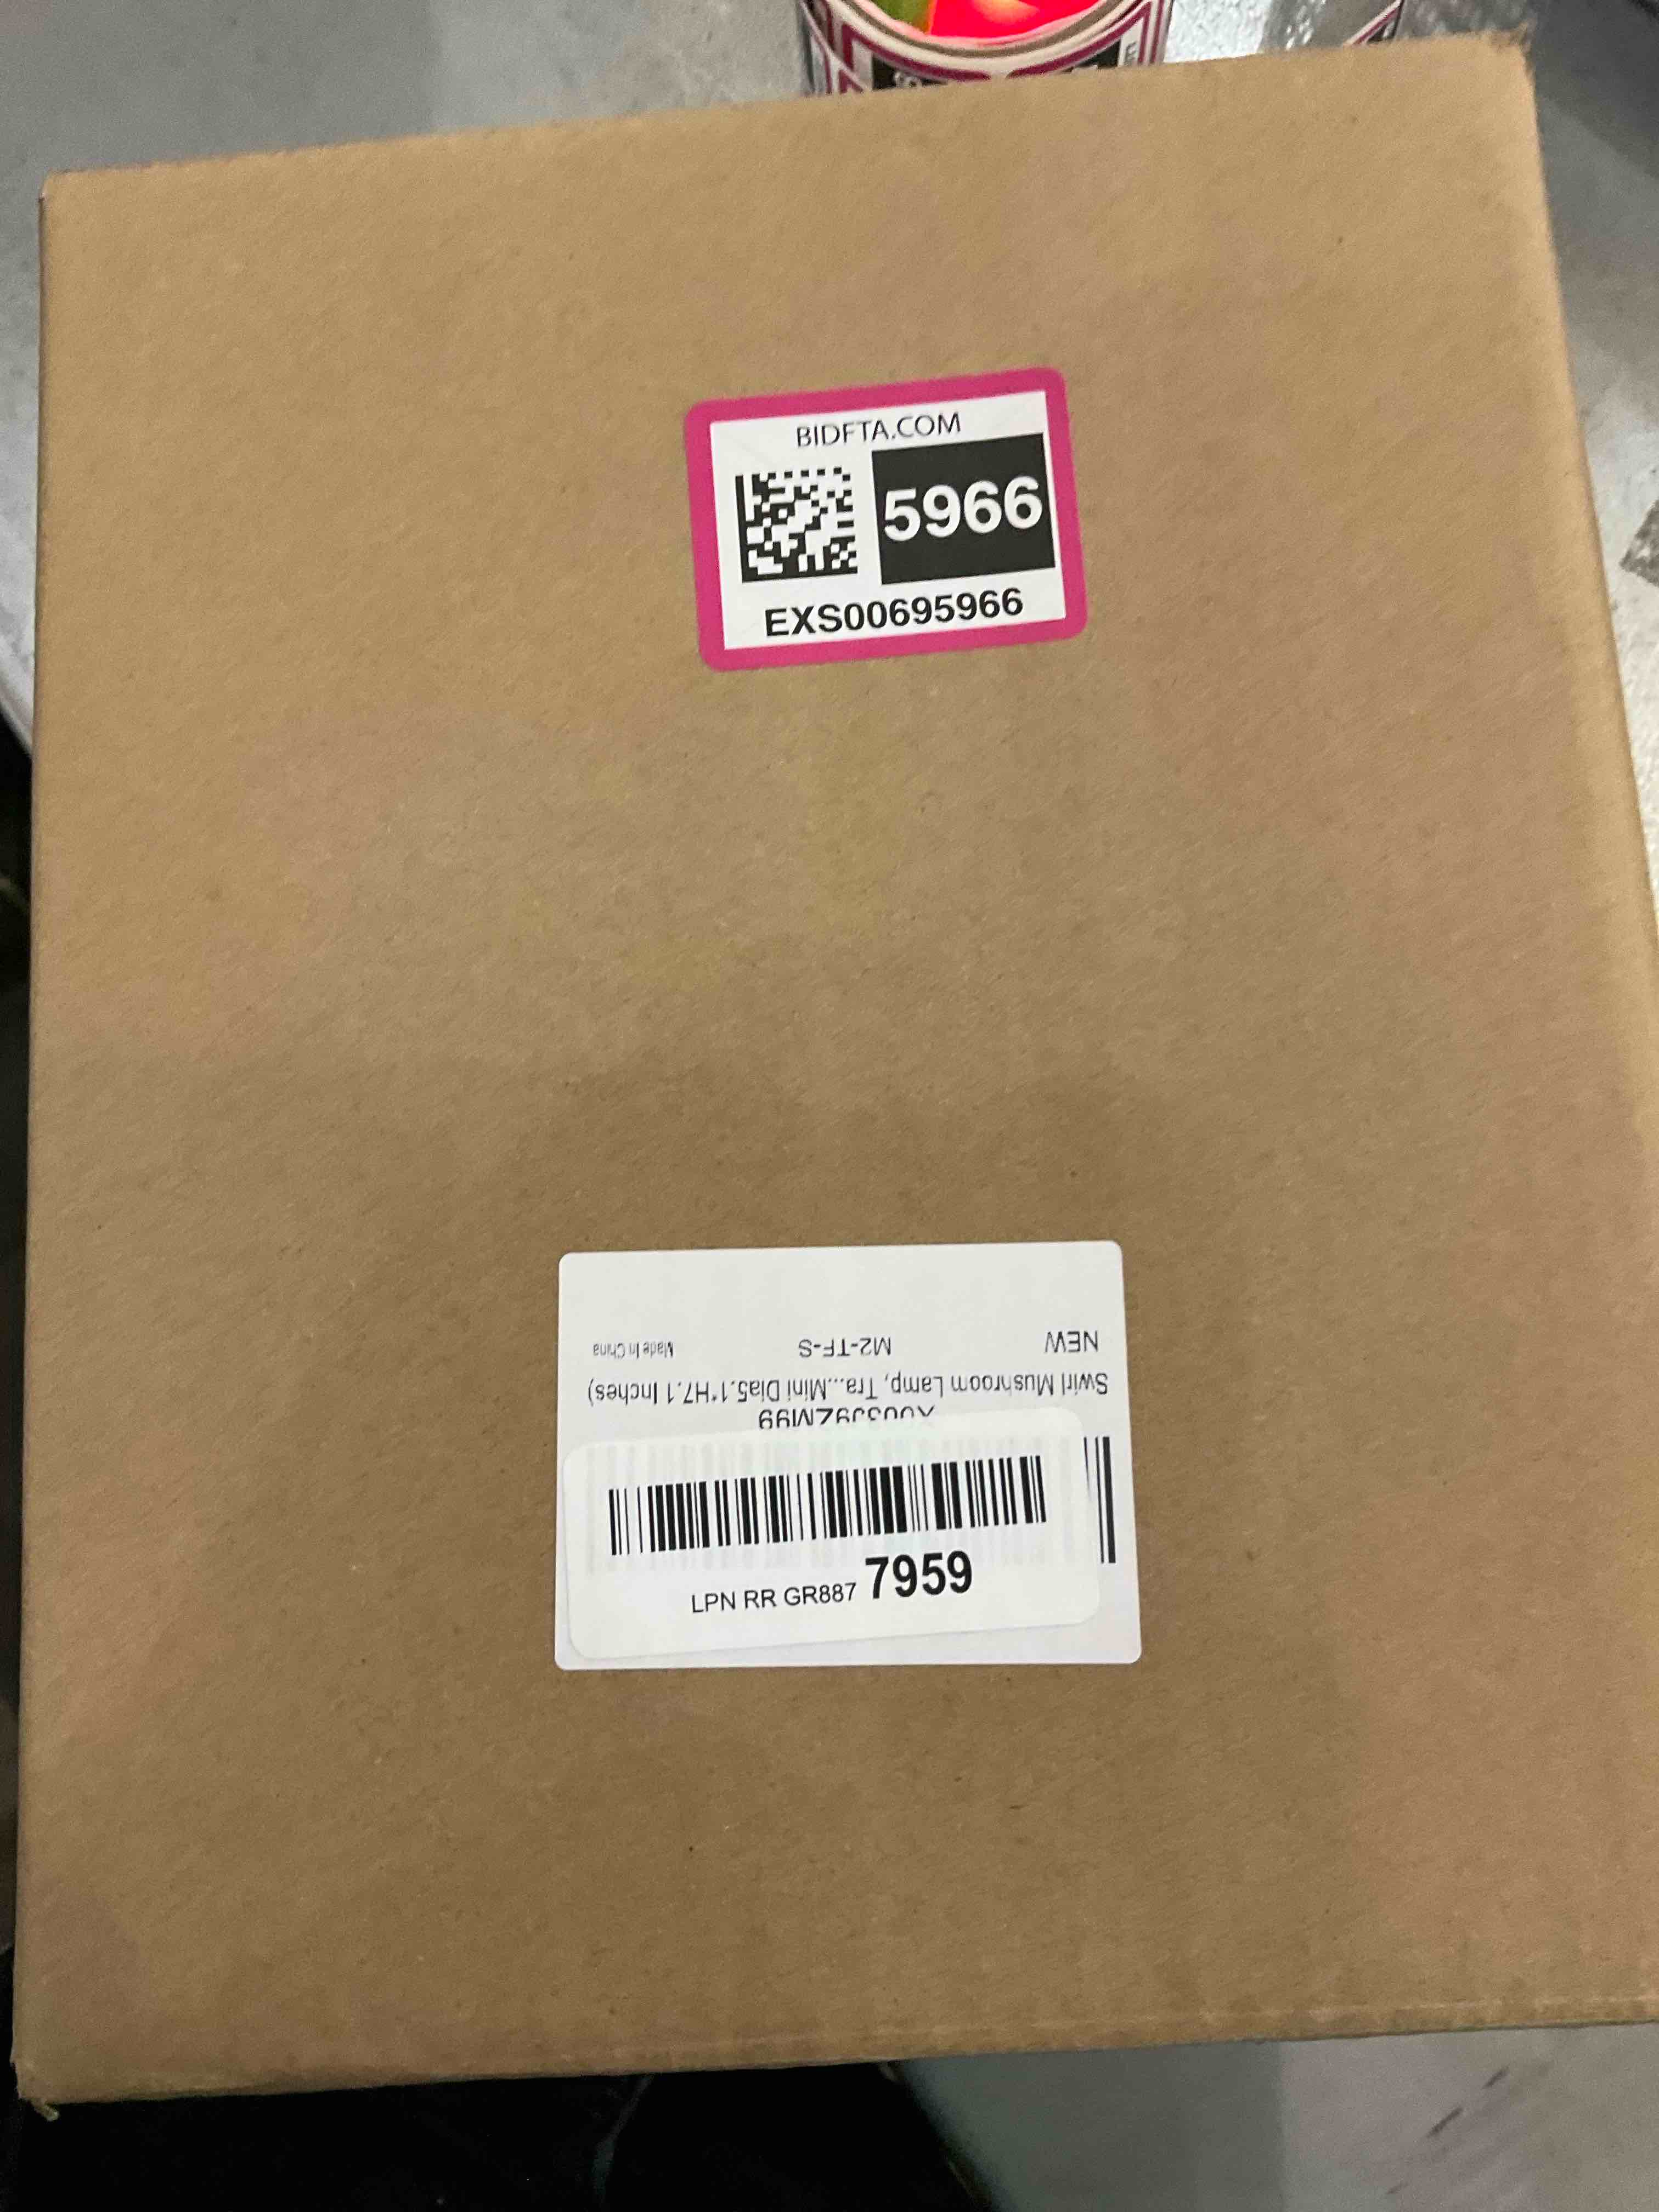 BIDFTA.COM
5966
EXS00695966
LPN RR GR887 7959
Swirl Mushroom Lamp, Tra...Mini Dia5.1*H7.1 Inches)
NEW M2-TF-S Made In China